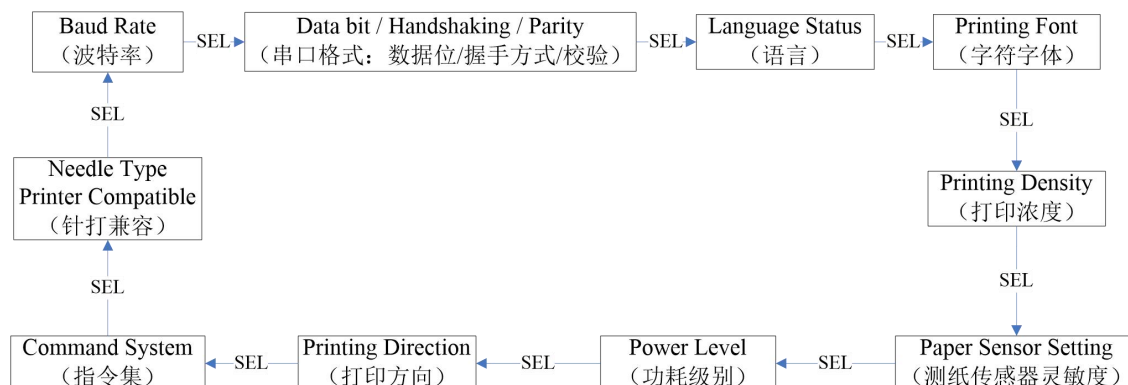 Baud Rate
（波特率）
SEL
Data bit / Handshaking / Parity
（串口格式：数据位/握手方式/校验）
SEL
Language Status
（语言）
SEL
Printing Font
（字符字体）
SEL
Printing Density
（打印浓度）
SEL
Paper Sensor Setting
（测纸传感器灵敏度）
SEL
Power Level
（功耗级别）
SEL
Printing Direction
（打印方向）
SEL
Command System
（指令集）
SEL
Needle Type
Printer Compatible
（针打兼容）
SEL